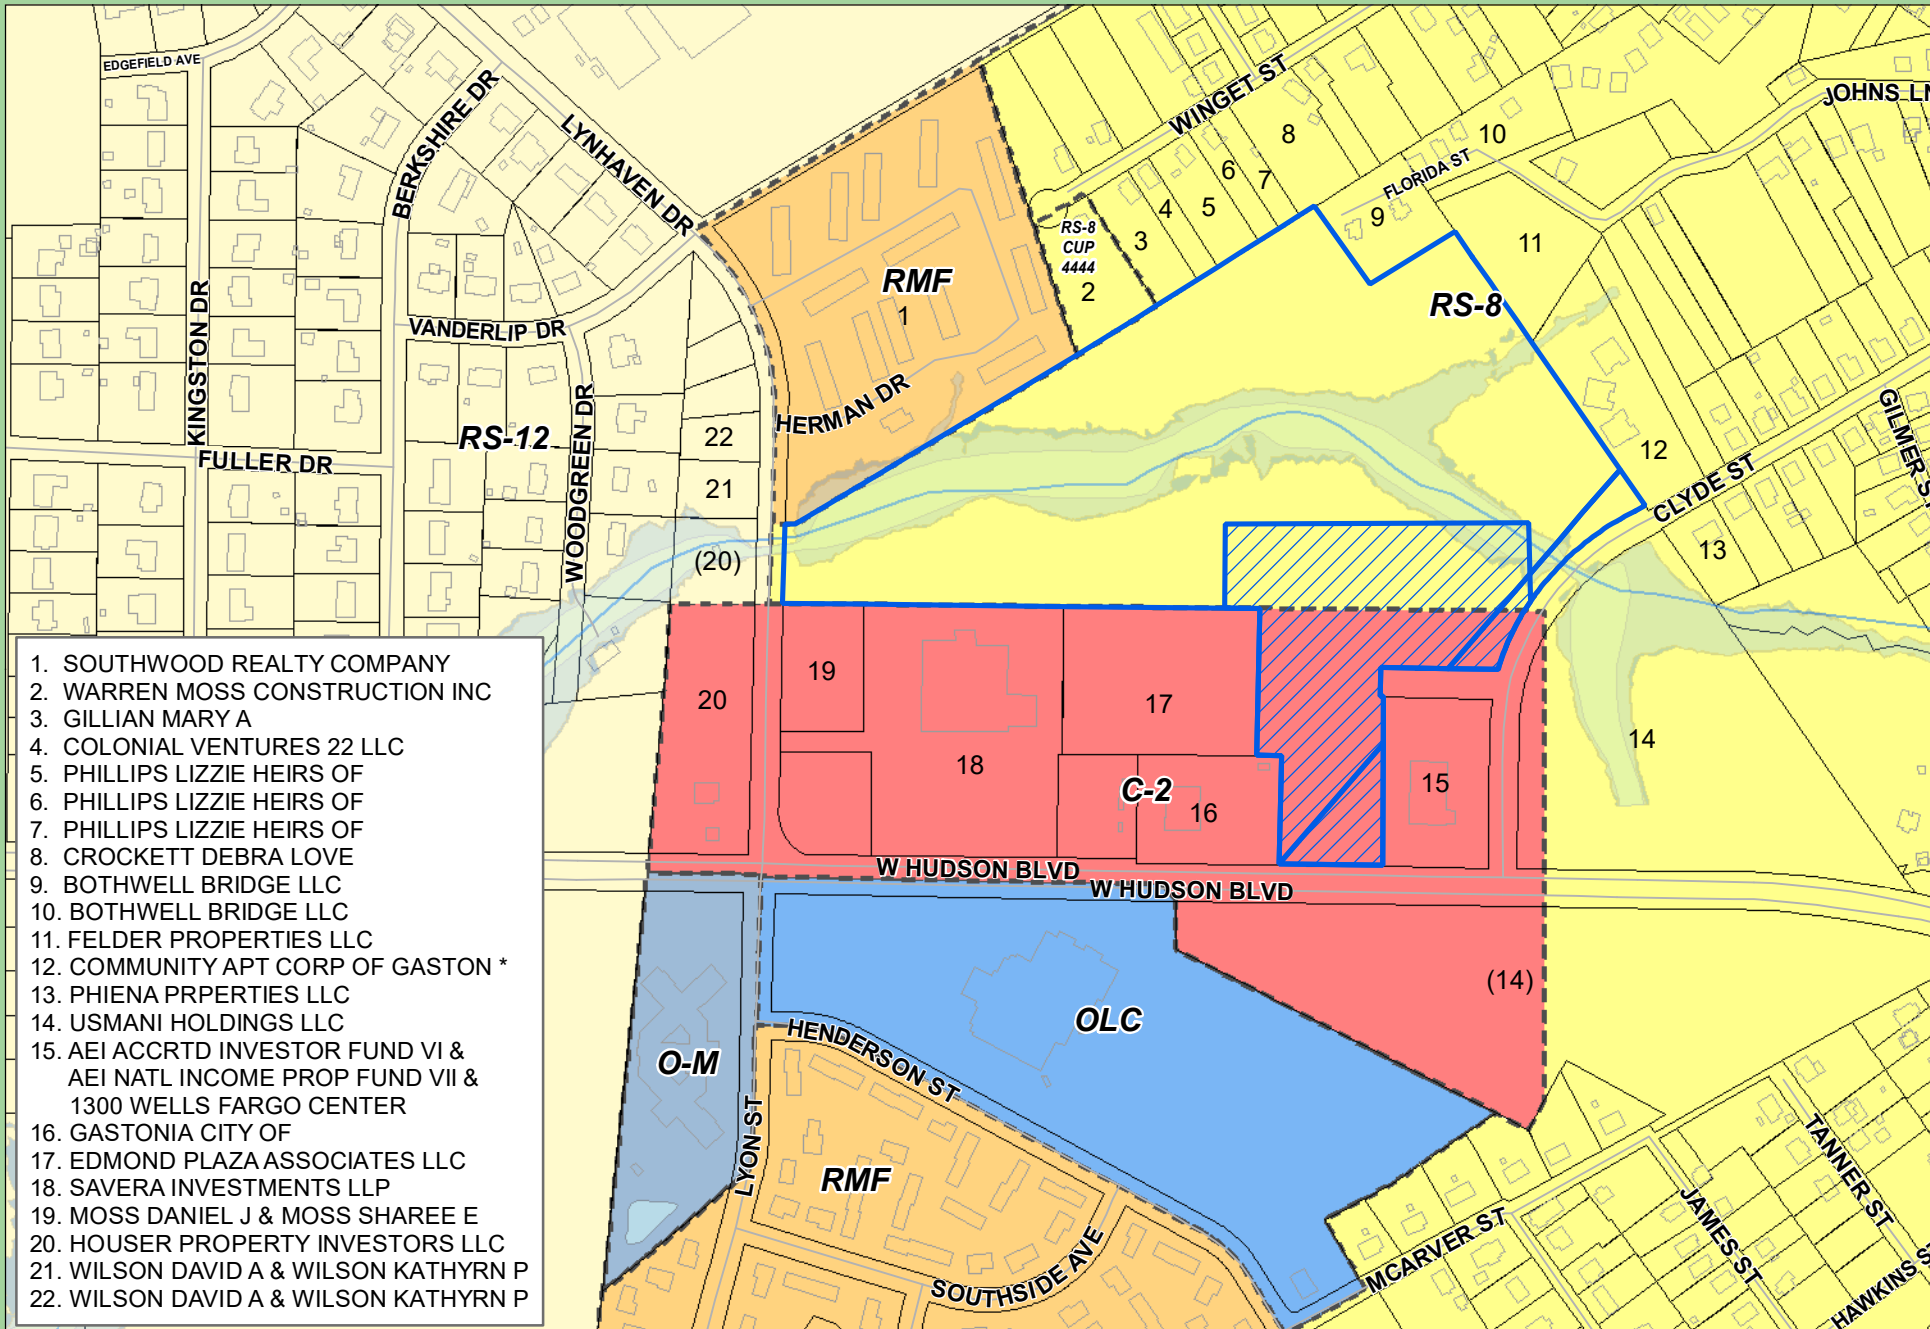 EDGEFIELD AVE
BERKSHIRE DR
LYNHAVEN DR
WINGET ST
JOHNS LN
8
10
FLORIDA ST
6
7
4
5
9
3
11
RS-8
CUP
4444
2
RMF
1
RS-8
KINGSTON DR
VANDERLIP DR
WOODGREEN DR
HERMAN DR
GILMER S
RS-12
22
FULLER DR
21
12
CLYDE ST
13
(20)
20
19
18
17
C-2
16
15
14
W HUDSON BLVD
W HUDSON BLVD
(14)
OLC
O-M
HENDERSON ST
LYON ST
RMF
SOUTHSIDE AVE
MCARVER ST
JAMES ST
TANNER ST
HAWKINS S
1. SOUTHWOOD REALTY COMPANY
2. WARREN MOSS CONSTRUCTION INC
3. GILLIAN MARY A
4. COLONIAL VENTURES 22 LLC
5. PHILLIPS LIZZIE HEIRS OF
6. PHILLIPS LIZZIE HEIRS OF
7. PHILLIPS LIZZIE HEIRS OF
8. CROCKETT DEBRA LOVE
9. BOTHWELL BRIDGE LLC
10. BOTHWELL BRIDGE LLC
11. FELDER PROPERTIES LLC
12. COMMUNITY APT CORP OF GASTON *
13. PHIENA PRPERTIES LLC
14. USMANI HOLDINGS LLC
15. AEI ACCRTD INVESTOR FUND VI &
AEI NATL INCOME PROP FUND VII &
1300 WELLS FARGO CENTER
16. GASTONIA CITY OF
17. EDMOND PLAZA ASSOCIATES LLC
18. SAVERA INVESTMENTS LLP
19. MOSS DANIEL J & MOSS SHAREE E
20. HOUSER PROPERTY INVESTORS LLC
21. WILSON DAVID A & WILSON KATHYRN P
22. WILSON DAVID A & WILSON KATHYRN P